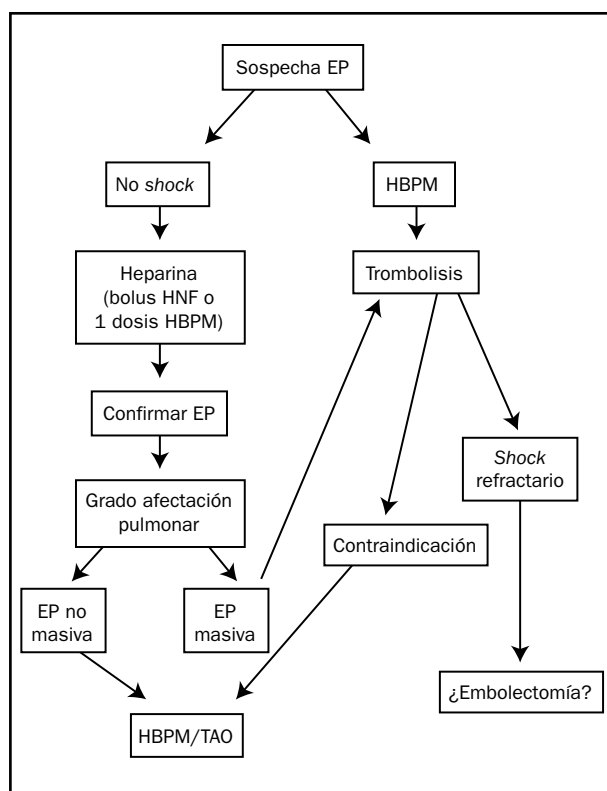 Sospecha EP
No shock
HBPM
Heparina
(bolus HNF o
1 dosis HBPM)
Trombolisis
Confirmar EP
Grado afectación
pulmonar
Shock
refractario
Contraindicación
EP no
masiva
EP
masiva
¿Embolectomía?
HBPM/TAO